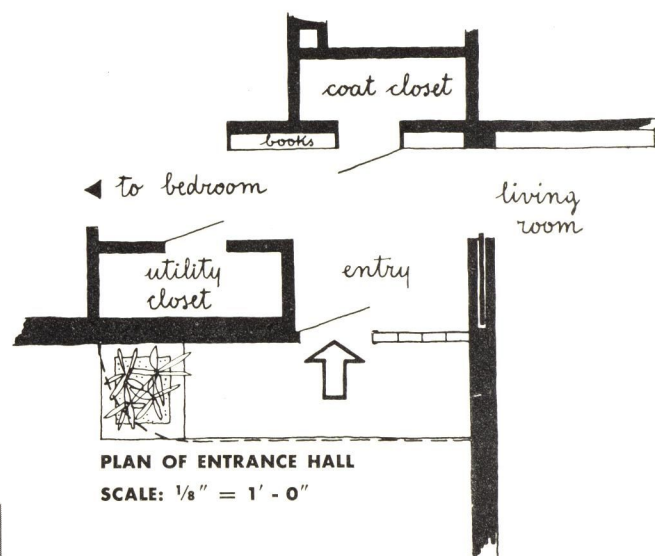 coat closet
books
to bedroom
living
room
utility
closet
entry
PLAN OF ENTRANCE HALL
SCALE: 1/8" = 1' - 0"